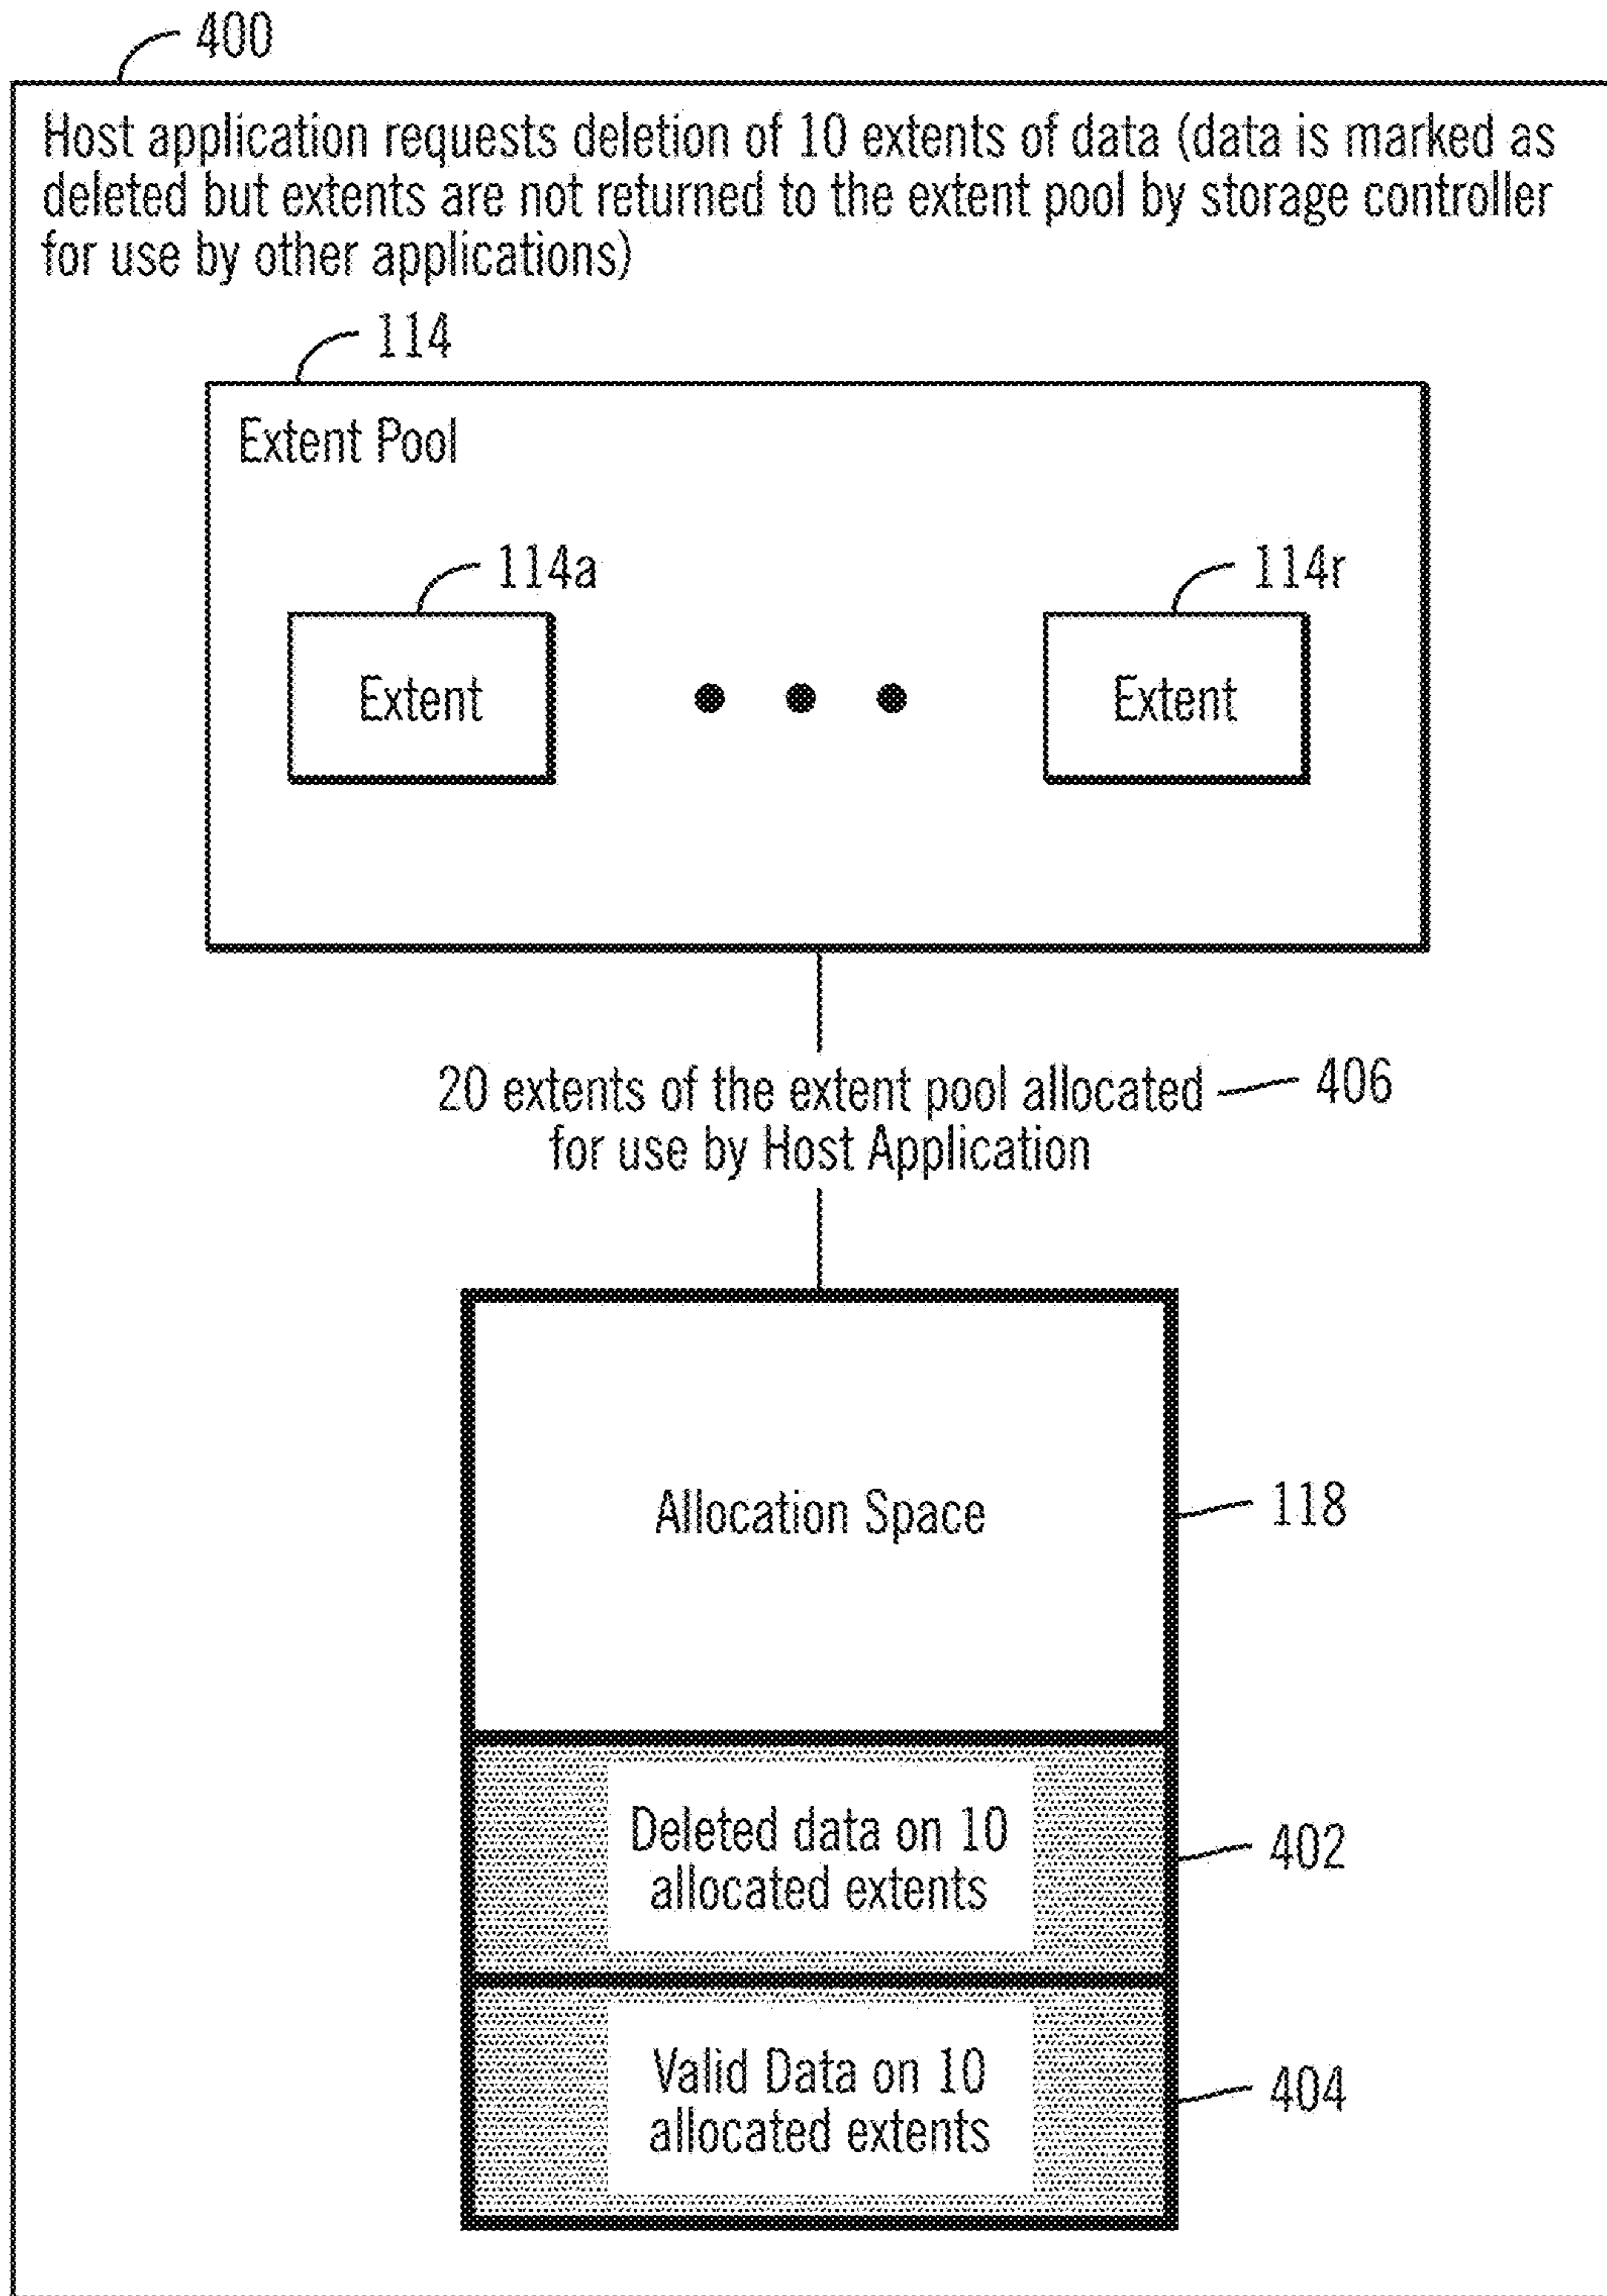 400
Host application requests deletion of 10 extents of data (data is marked as
deleted but extents are not returned to the extent pool by storage controller
for use by other applications)
114
Extent Pool
114a
114r
Extent
Extent
20 extents of the extent pool allocated
406
for use by Host Application
Allocation Space
118
Deleted data on 10
allocated extents
402
Valid Data on 10
allocated extents
404